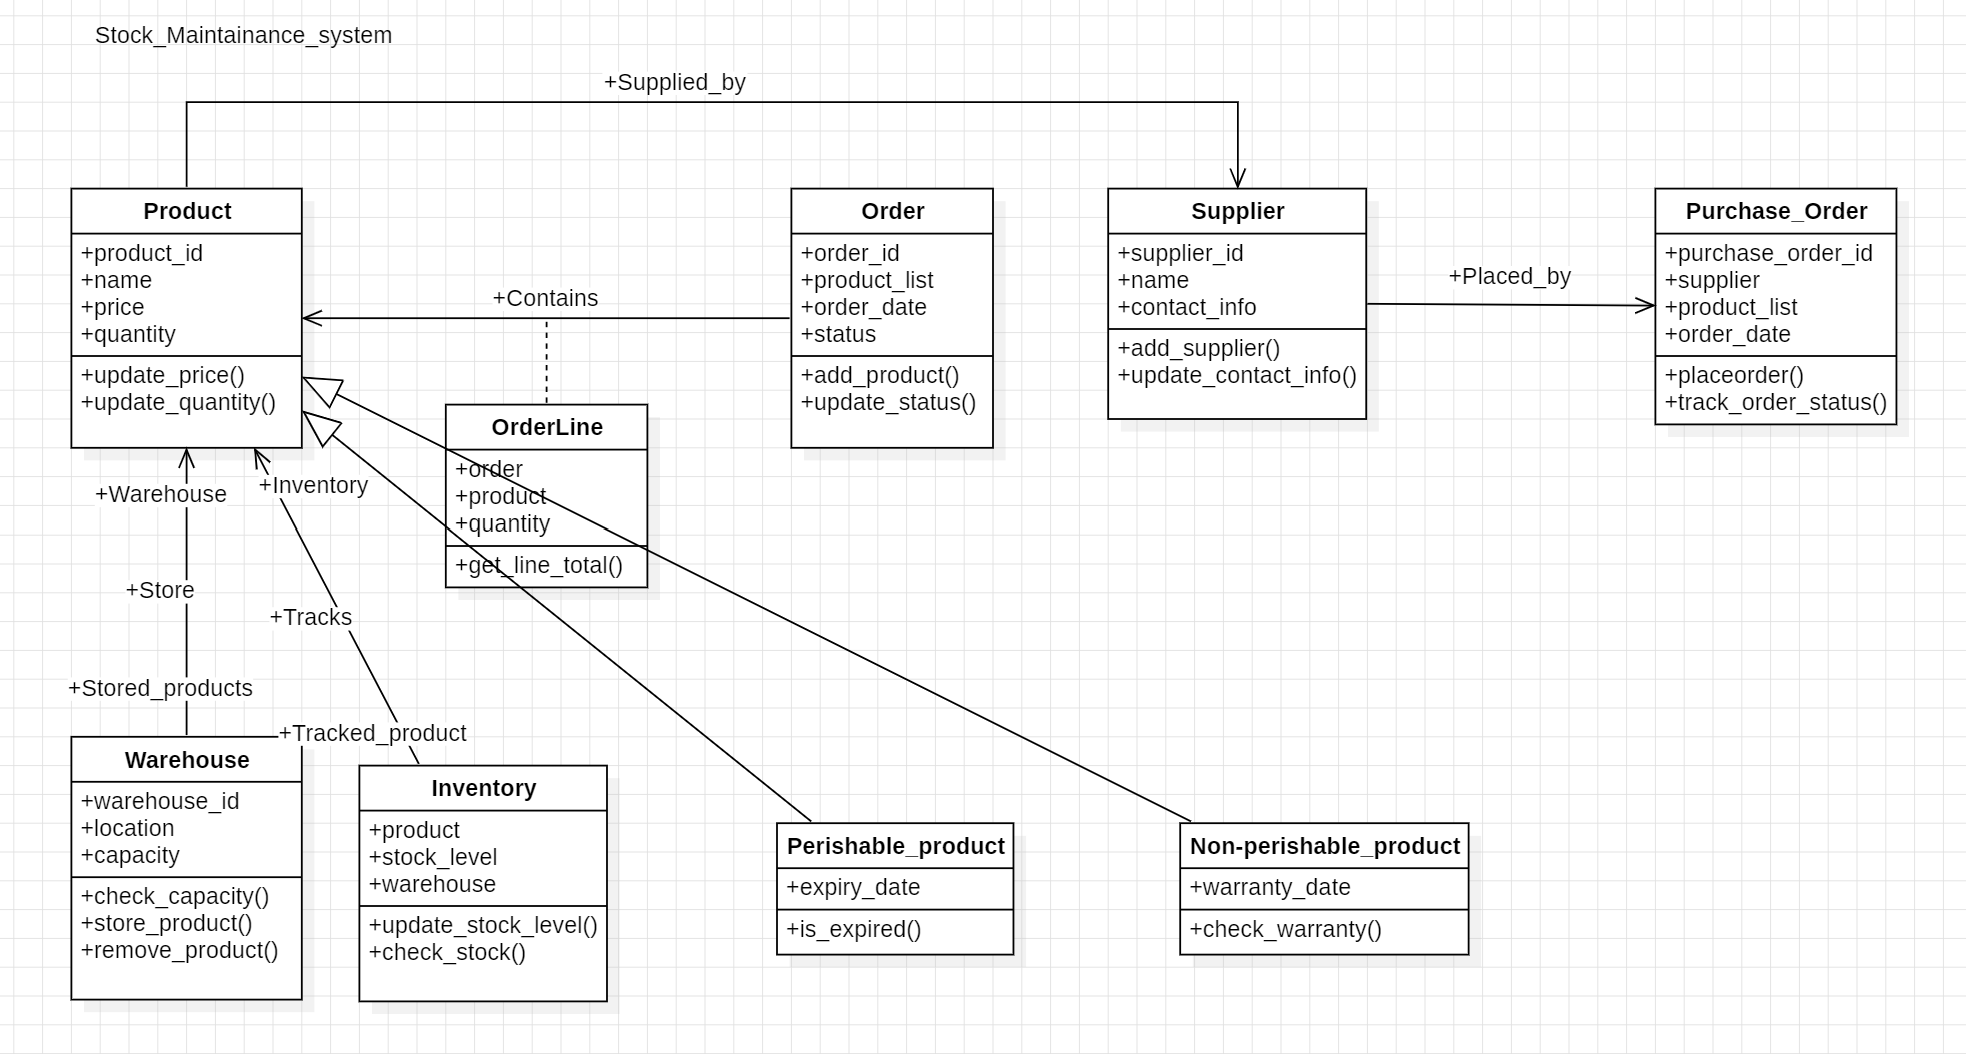 Stock_Maintainance_system
+Supplied_by
Product
+product_id
+name
+price
+quantity
+update_price()
+update_quantity()
+Contains
Order
+order_id
+product_list
+order_date
+status
+add_product()
+update_status()
Supplier
+supplier_id
+name
+contact_info
+add_supplier()
+update_contact_info()
+Placed_by
Purchase_Order
+purchase_order_id
+supplier
+product_list
+order_date
+placeorder()
+track_order_status()
OrderLine
+order
+product
+quantity
+get_line_total()
+Warehouse
+Inventory
+Store
+Tracks
+Stored_products
+Tracked_product
Warehouse
+warehouse_id
+location
+capacity
+check_capacity()
+store_product()
+remove_product()
Inventory
+product
+stock_level
+warehouse
+update_stock_level()
+check_stock()
Perishable_product
+expiry_date
+is_expired()
Non-perishable_product
+warranty_date
+check_warranty()